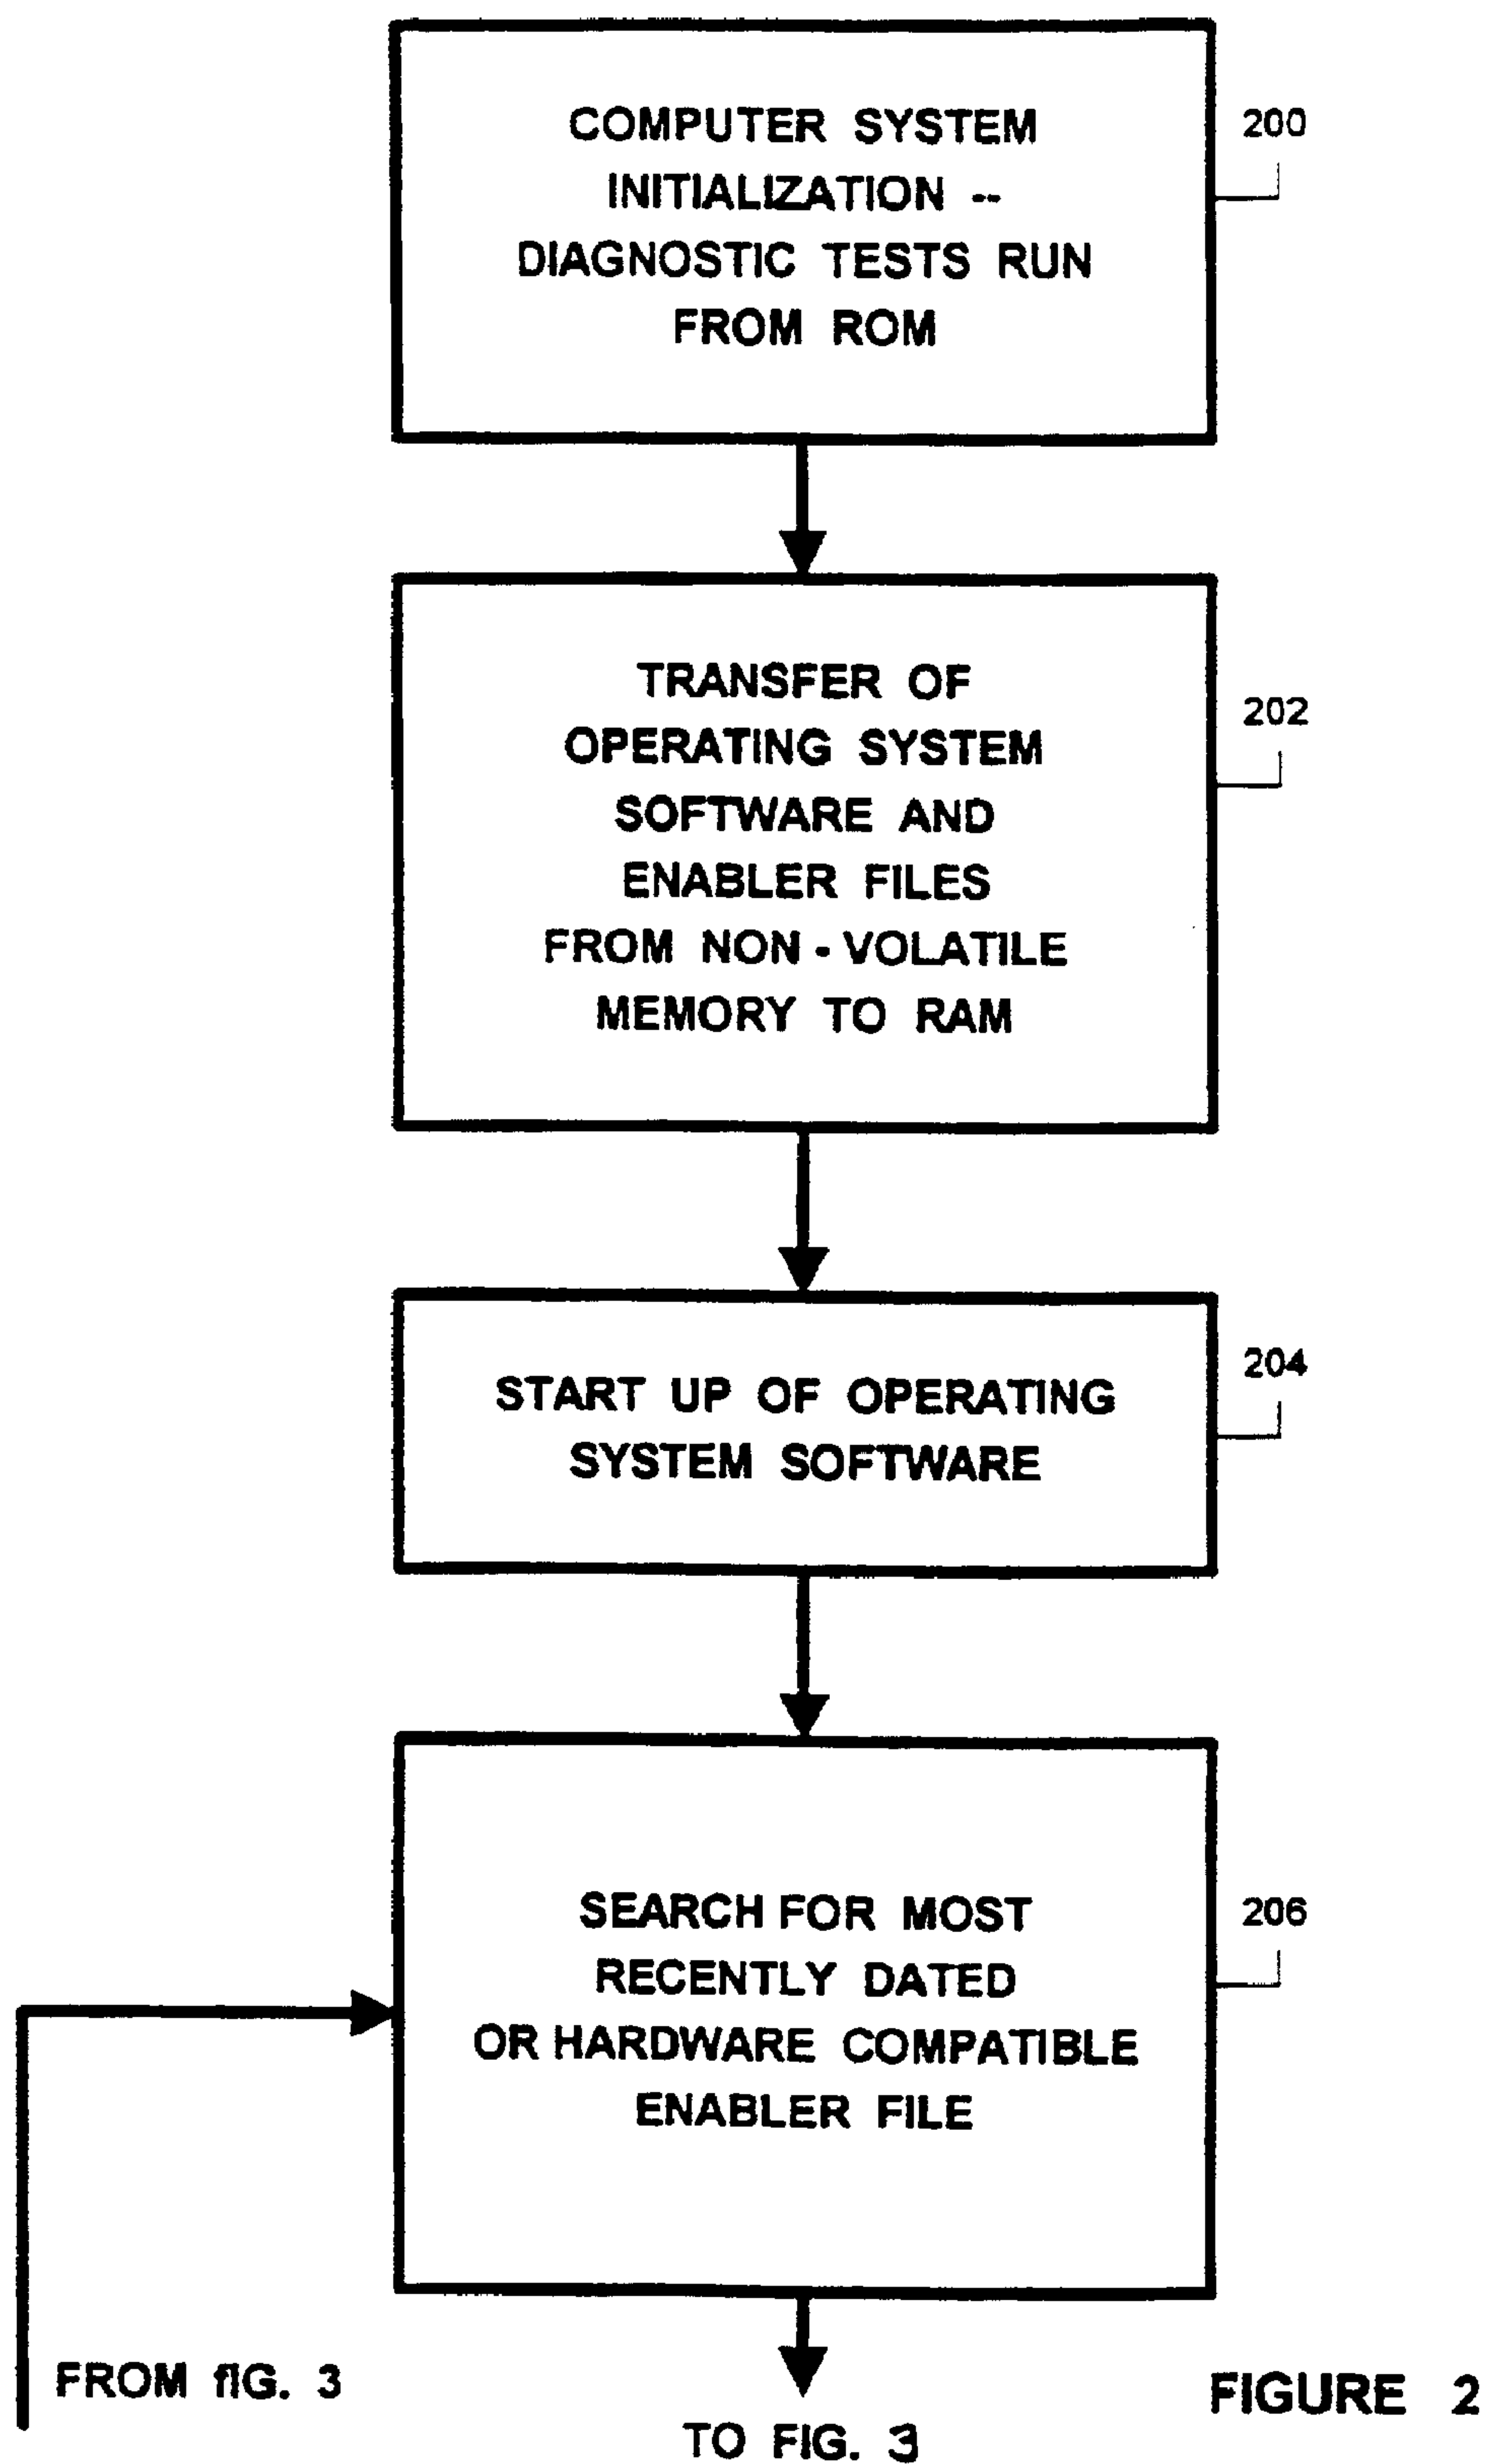 COMPUTER SYSTEM
INITIALIZATION --
DIAGNOSTIC TESTS RUN
FROM ROM
200
TRANSFER OF
OPERATING SYSTEM
SOFTWARE AND
ENABLER FILES
FROM NON - VOLATILE
MEMORY TO RAM
202
START UP OF OPERATING
SYSTEM SOFTWARE
204
SEARCH FOR MOST
RECENTLY DATED
OR HARDWARE COMPATIBLE
ENABLER FILE
206
FROM fIG. 3
TO FIG. 3
FIGURE 2